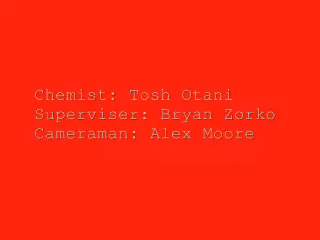 Chemist: Tosh Otani
Superviser: Bryan Zorko
Cameraman: Alex Moore